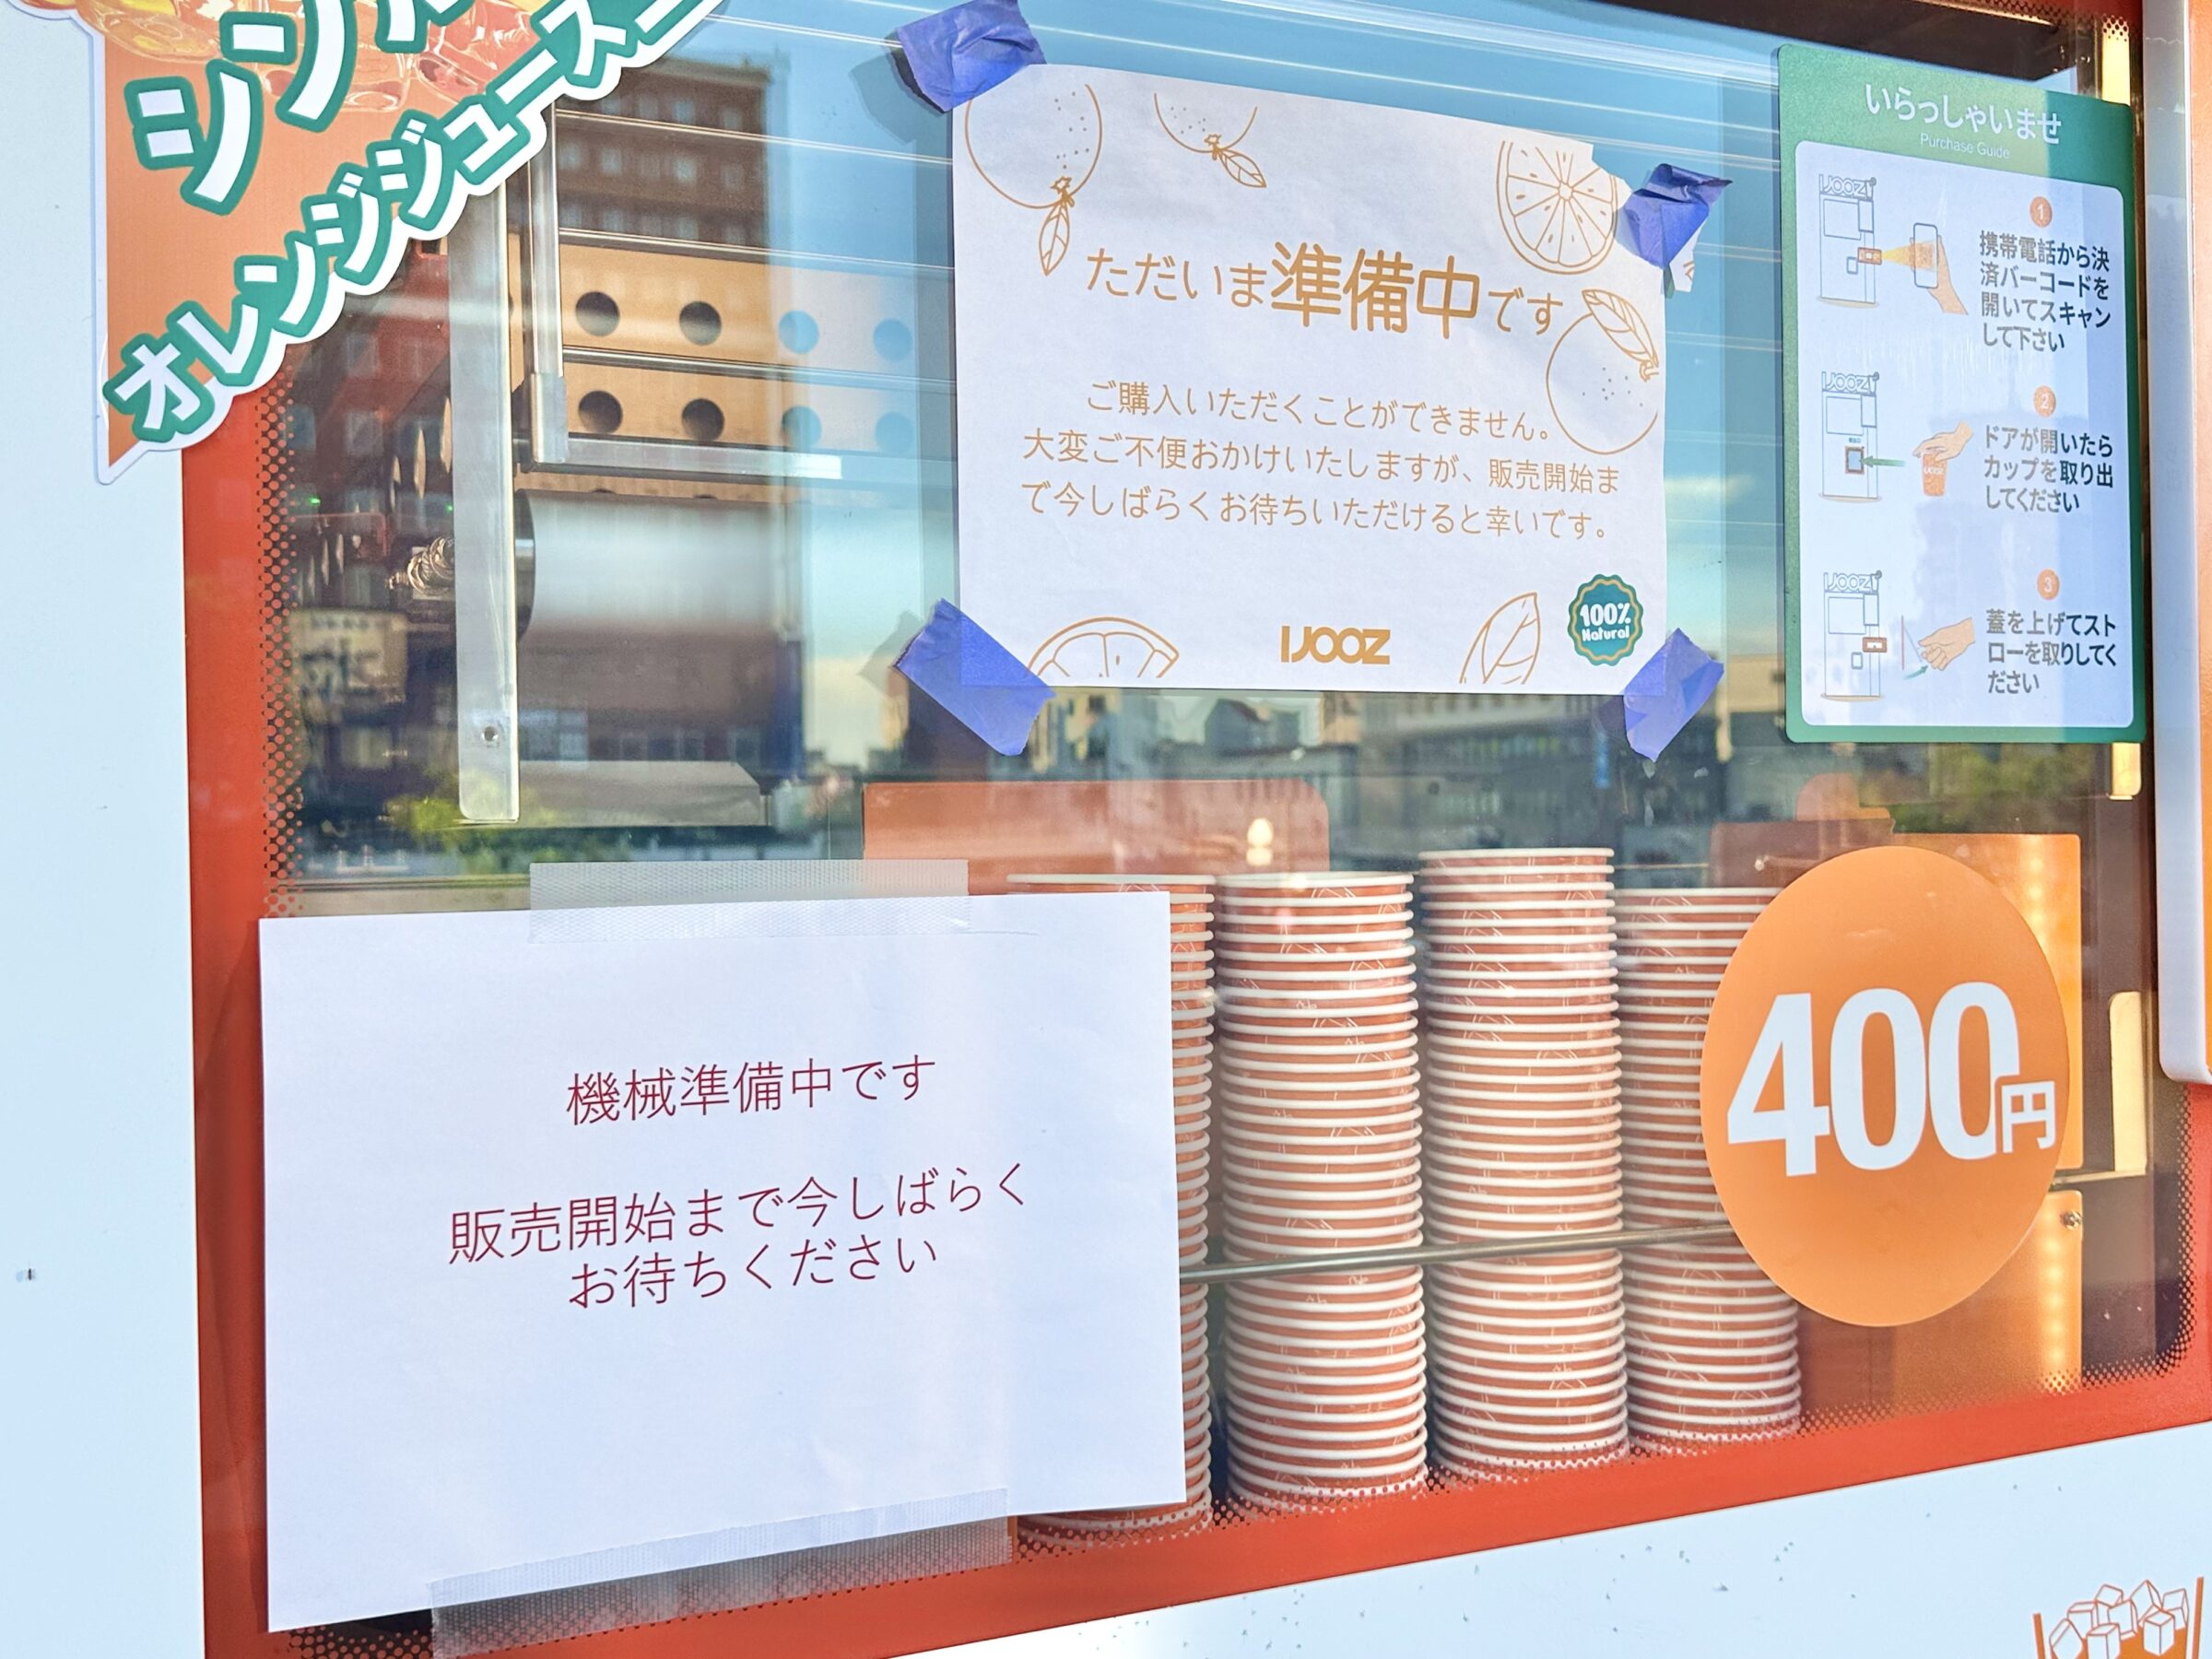 オレンジジュース
ただいま準備中です
ご購入いただくことができません。
大変ご不便おかけいたしますが、販売開始ま
で今しばらくお待ちいただけると幸いです。
IJOOZ
100%
Natural
いらっしゃいませ
Purchase Guide
IJOOZ
1
携帯電話から決
済バーコードを
開いてスキャン
して下さい
IJOOZ
2
ドアが開いたら
カップを取り出
してください
IJOOZ
3
蓋を上げてスト
ローを取りしてく
ださい
機械準備中です
販売開始まで今しばらく
お待ちください
400円